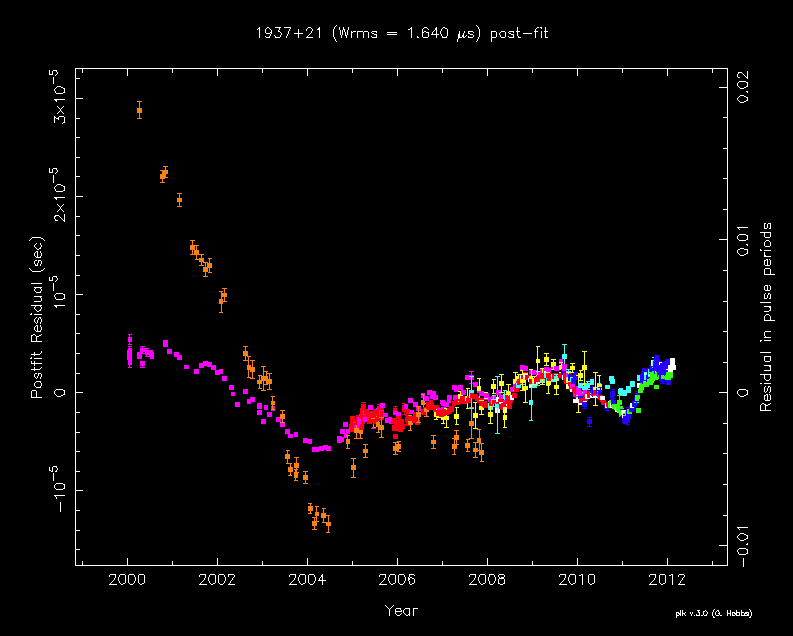 1937+21 (Wrms = 1.640 μs) post-fit
Postfit Residual (sec)
3×10⁻⁵
2×10⁻⁵
10⁻⁵
0
−10⁻⁵
0.02
0.01
0
−0.01
Residual in pulse periods
2000 2002 2004 2006 2008 2010 2012
Year
plk v.3.0 (G. Hobbs)